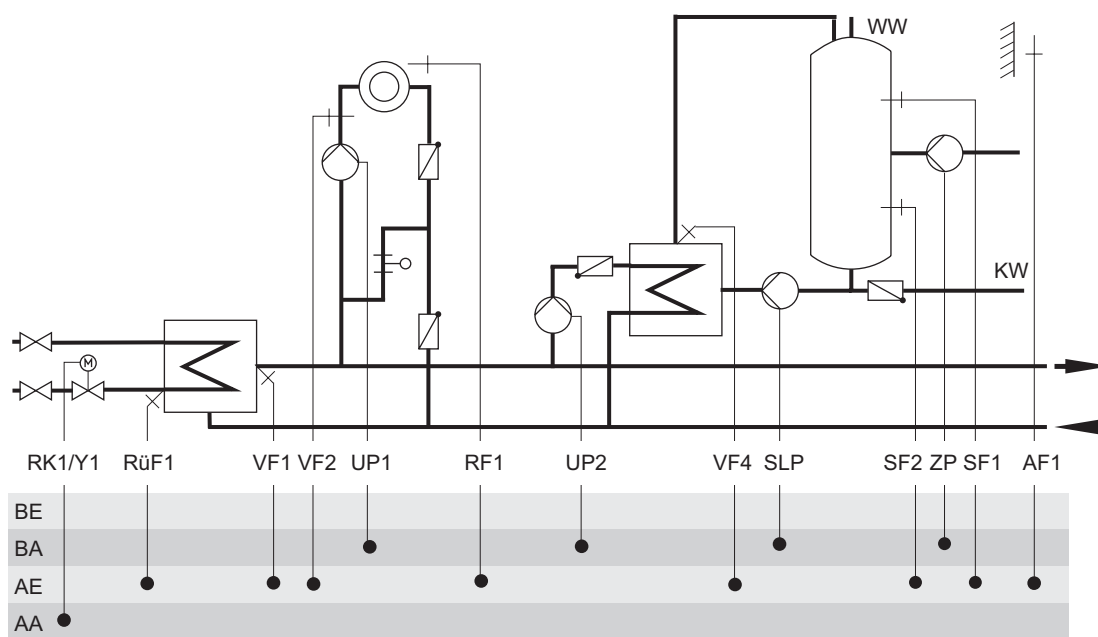 WW
KW
M
RK1/Y1 RüF1 VF1 VF2 UP1 RF1 UP2 VF4 SLP SF2 ZP SF1 AF1
BE
BA
AE
AA